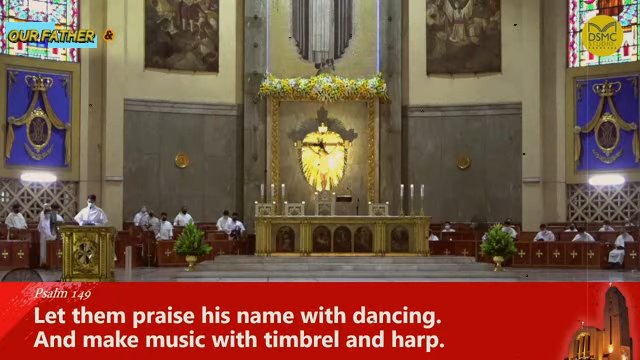 OUR FATHER &
DSMC
STUDIO
Psalm 149
Let them praise his name with dancing.
And make music with timbrel and harp.